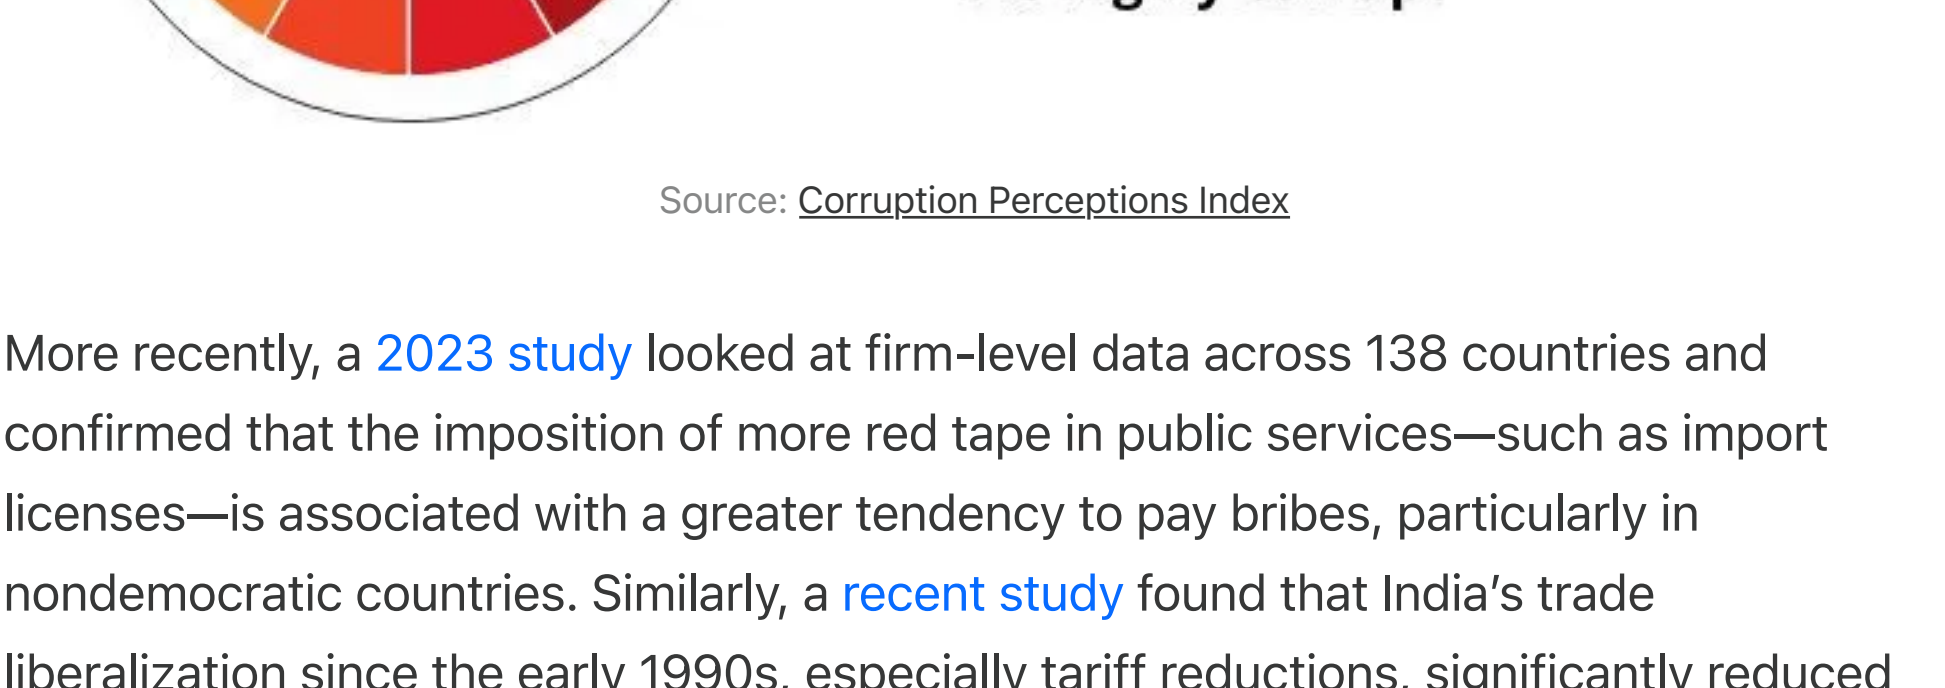 Source: Corruption Perceptions Index
More recently, a 2023 study looked at firm-level data across 138 countries and
confirmed that the imposition of more red tape in public services—such as import
licenses—is associated with a greater tendency to pay bribes, particularly in
nondemocratic countries. Similarly, a recent study found that India’s trade
liberalization since the early 1990s, especially tariff reductions, significantly reduced